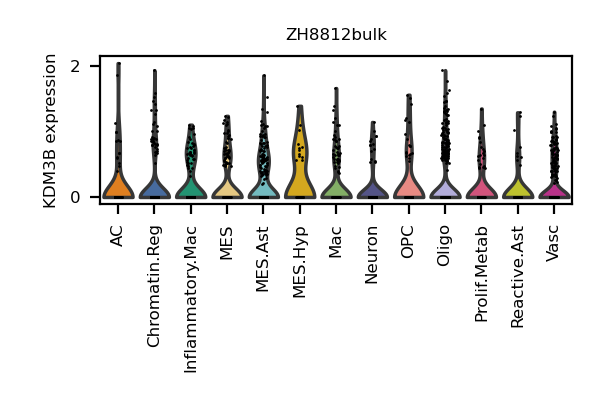 ZH8812bulk
KDM3B expression
2
0
AC
Chromatin.Reg
Inflammatory.Mac
MES
MES.Ast
MES.Hyp
Mac
Neuron
OPC
Oligo
Prolif.Metab
Reactive.Ast
Vasc